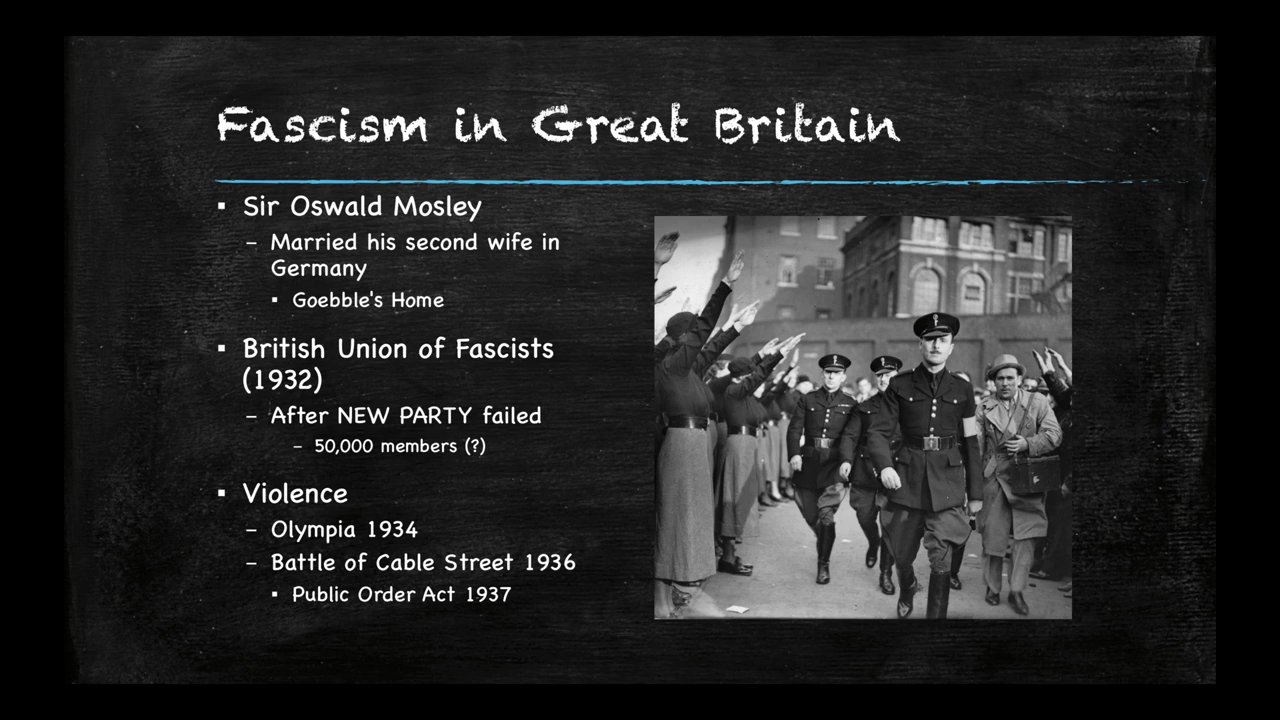 Fascism in Great Britain
▪ Sir Oswald Mosley
– Married his second wife in
Germany
▪ Goebble's Home
▪ British Union of Fascists
(1932)
– After NEW PARTY failed
– 50,000 members (?)
▪ Violence
– Olympia 1934
– Battle of Cable Street 1936
▪ Public Order Act 1937